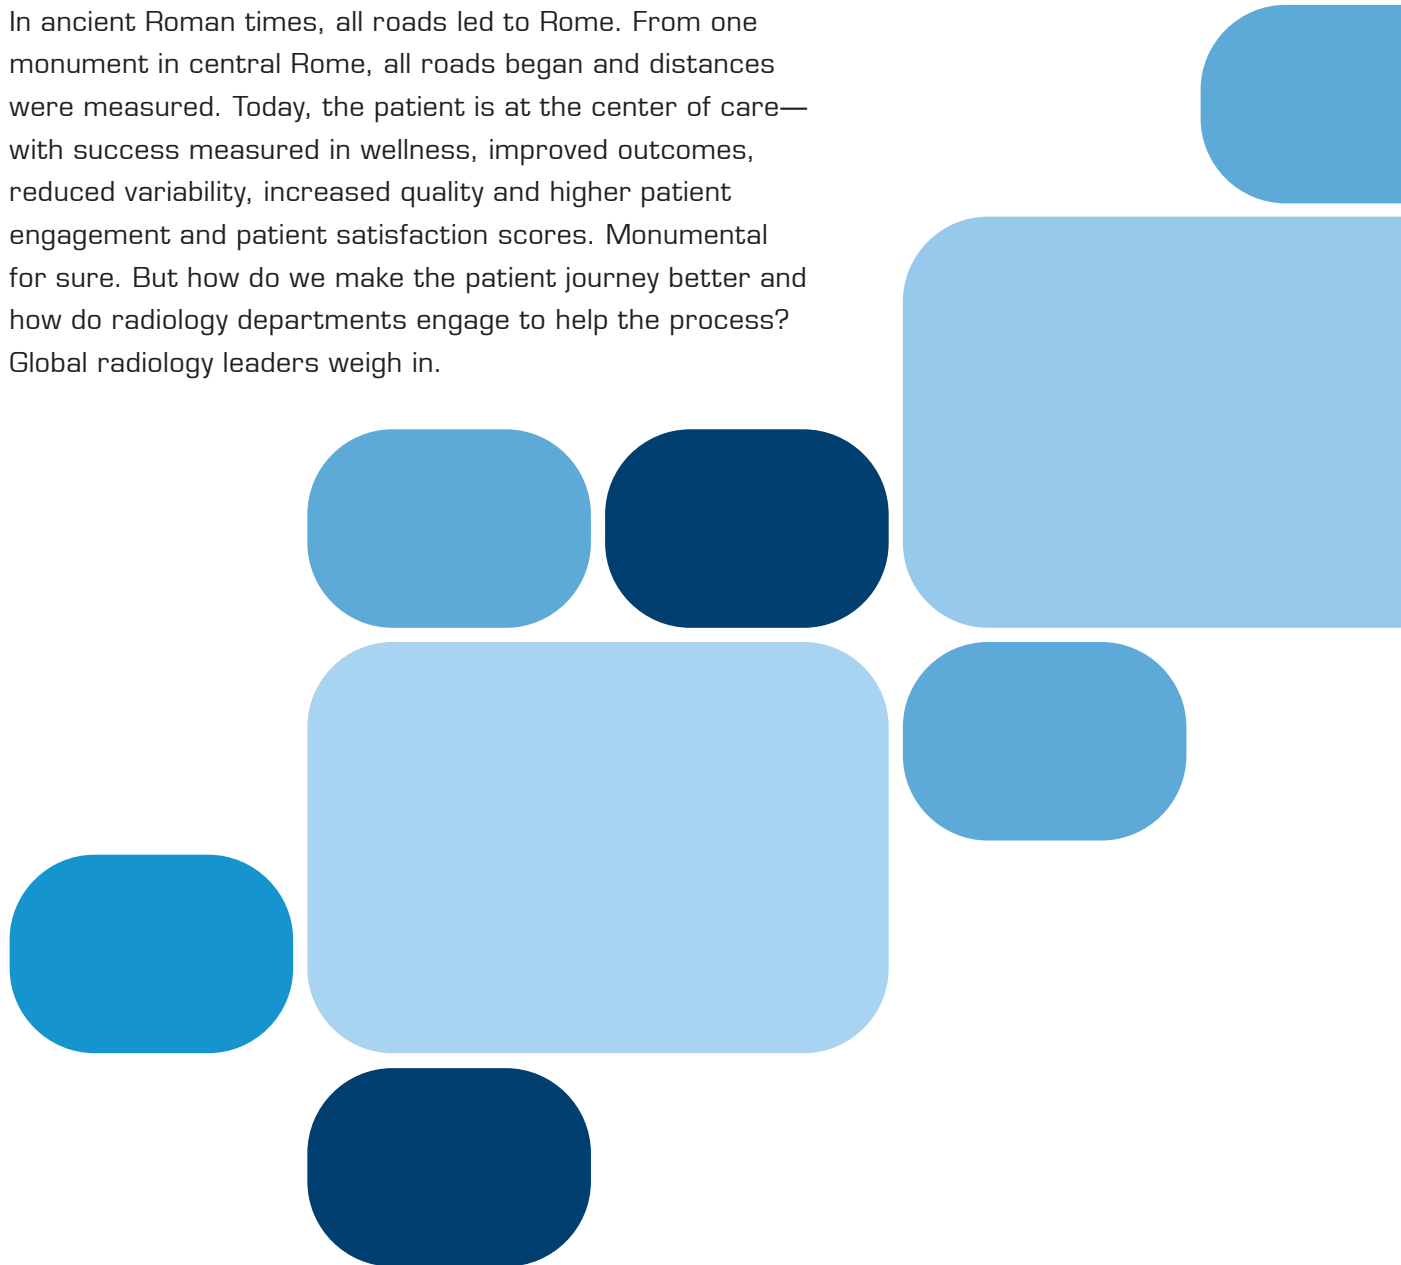 In ancient Roman times, all roads led to Rome. From one
monument in central Rome, all roads began and distances
were measured. Today, the patient is at the center of care—
with success measured in wellness, improved outcomes,
reduced variability, increased quality and higher patient
engagement and patient satisfaction scores. Monumental
for sure. But how do we make the patient journey better and
how do radiology departments engage to help the process?
Global radiology leaders weigh in.